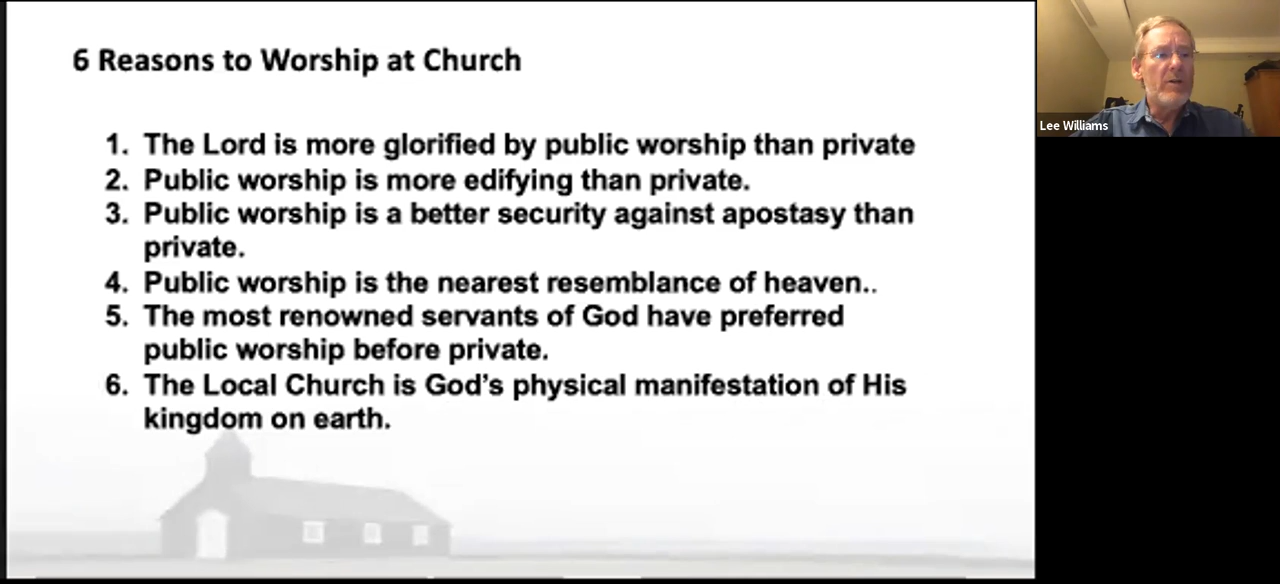 6 Reasons to Worship at Church
1. The Lord is more glorified by public worship than private
2. Public worship is more edifying than private.
3. Public worship is a better security against apostasy than
private.
4. Public worship is the nearest resemblance of heaven..
5. The most renowned servants of God have preferred
public worship before private.
6. The Local Church is God's physical manifestation of His
kingdom on earth.
Lee Williams